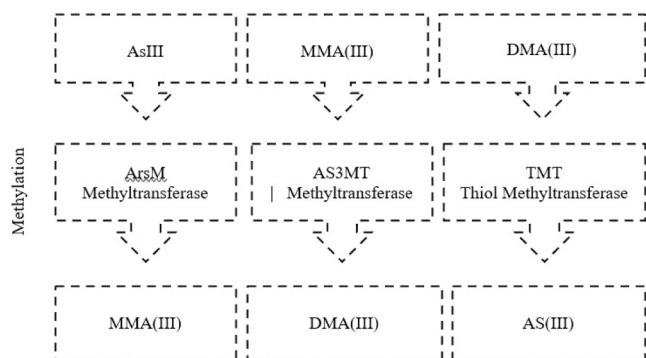 AsIII MMA(III) DMA(III)
Methylation
ArsM AS3MT TMT
Methyltransferase | Methyltransferase Thiol Methyltransferase
MMA(III) DMA(III) AS(III)